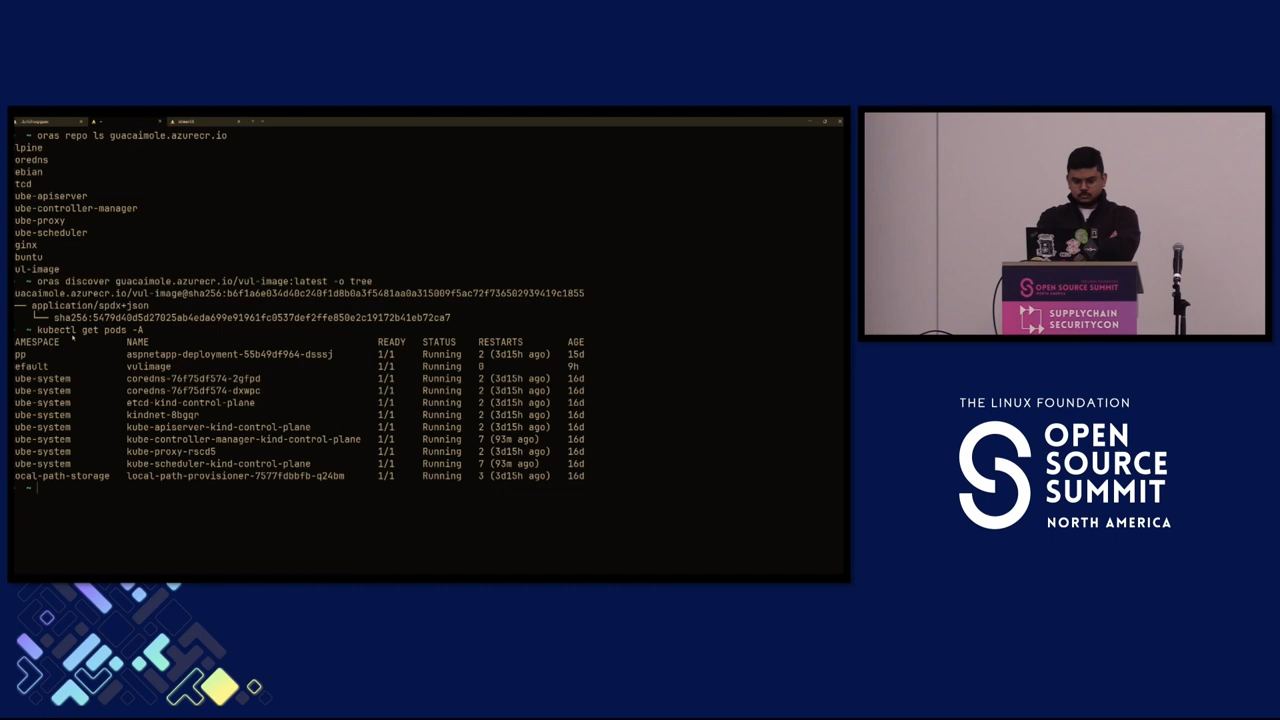 ~ oras repo ls guacaimole.azurecr.io
lpine
oredns
ebian
tcd
ube-apiserver
ube-controller-manager
ube-proxy
ube-scheduler
ginx
buntu
ul-image
~ oras discover guacaimole.azurecr.io/vul-image:latest -o tree
uacaimole.azurecr.io/vul-image@sha256:b6f1a6e034d40c240f1d8b0a3f5481aa0a315009f5ac72f736502939419c1855
── application/spdx+json
└── sha256:5479d40d5d27025ab4eda699e91961fc0537def2ffe850e2c19172b41eb72ca7
~ kubectl get pods -A
AMESPACE NAME READY STATUS RESTARTS AGE
pp aspnetapp-deployment-55b49df964-dsssj 1/1 Running 2 (3d15h ago) 15d
efault vulimage 1/1 Running 0 9h
ube-system coredns-76f75df574-2gfpd 1/1 Running 2 (3d15h ago) 16d
ube-system coredns-76f75df574-dxwpc 1/1 Running 2 (3d15h ago) 16d
ube-system etcd-kind-control-plane 1/1 Running 2 (3d15h ago) 16d
ube-system kindnet-8bgqr 1/1 Running 2 (3d15h ago) 16d
ube-system kube-apiserver-kind-control-plane 1/1 Running 2 (3d15h ago) 16d
ube-system kube-controller-manager-kind-control-plane 1/1 Running 7 (93m ago) 16d
ube-system kube-proxy-rscd5 1/1 Running 2 (3d15h ago) 16d
ube-system kube-scheduler-kind-control-plane 1/1 Running 7 (93m ago) 16d
ocal-path-storage local-path-provisioner-7577fdbbfb-q24bm 1/1 Running 3 (3d15h ago) 16d
~
OPEN SOURCE SUMMIT
NORTH AMERICA
SUPPLYCHAIN
SECURITYCON
THE LINUX FOUNDATION
OPEN
SOURCE
SUMMIT
NORTH AMERICA